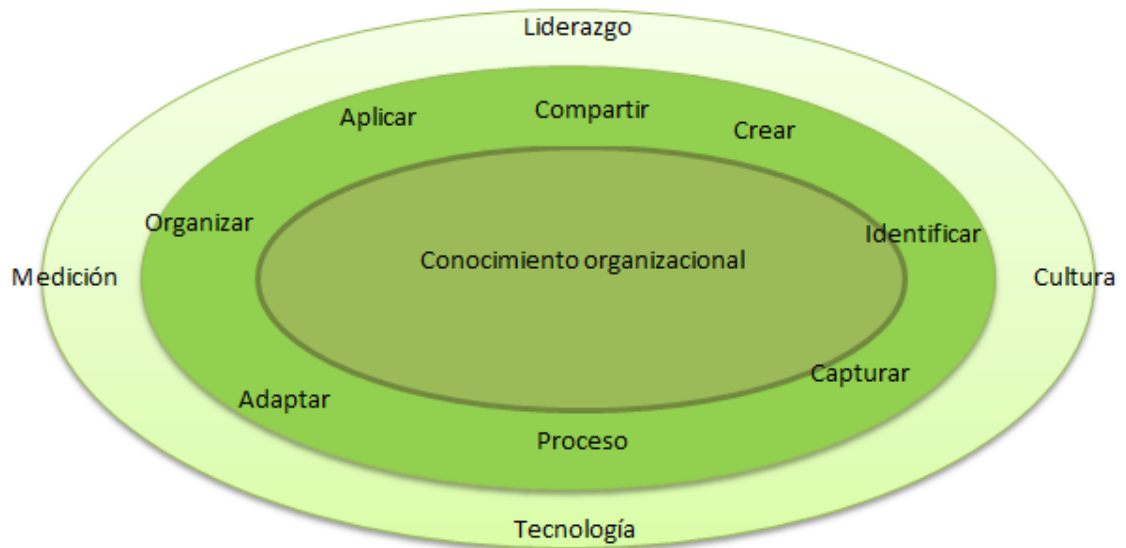 Liderazgo
Aplicar
Compartir
Crear
Organizar
Identificar
Conocimiento organizacional
Medición
Cultura
Capturar
Adaptar
Proceso
Tecnología